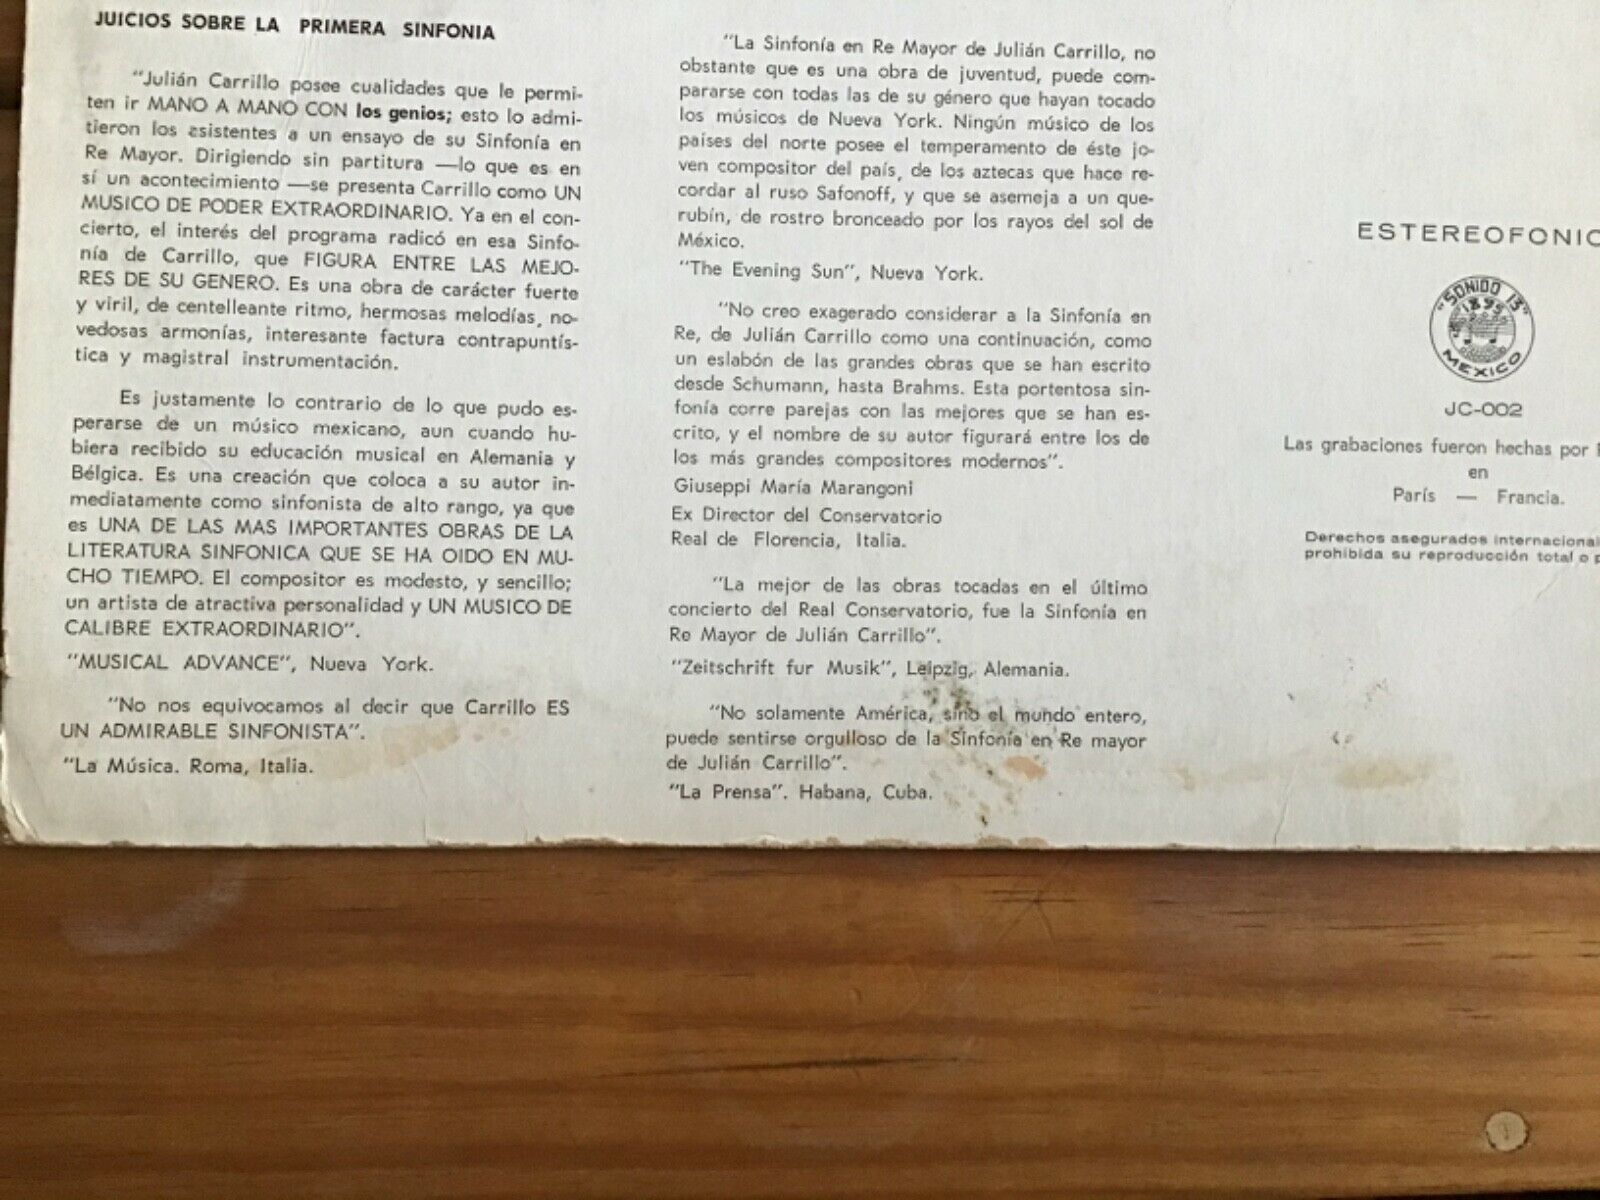 JUICIOS SOBRE LA PRIMERA SINFONIA
"Julián Carrillo posee cualidades que le permi-
ten ir MANO A MANO CON los genios; esto lo admi-
tieron los asistentes a un ensayo de su Sinfonía en
Re Mayor. Dirigiendo sin partitura —lo que es en
sí un acontecimiento —se presenta Carrillo como UN
MUSICO DE PODER EXTRAORDINARIO. Ya en el con-
cierto, el interés del programa radicó en esa Sinfo-
nía de Carrillo, que FIGURA ENTRE LAS MEJO-
RES DE SU GENERO. Es una obra de carácter fuerte
y viril, de centelleante ritmo, hermosas melodías, no-
vedosas armonías, interesante factura contrapuntís-
tica y magistral instrumentación.
Es justamente lo contrario de lo que pudo es-
perarse de un músico mexicano, aun cuando hu-
biera recibido su educación musical en Alemania y
Bélgica. Es una creación que coloca a su autor in-
mediatamente como sinfonista de alto rango, ya que
es UNA DE LAS MAS IMPORTANTES OBRAS DE LA
LITERATURA SINFONICA QUE SE HA OIDO EN MU-
CHO TIEMPO. El compositor es modesto, y sencillo;
un artista de atractiva personalidad y UN MUSICO DE
CALIBRE EXTRAORDINARIO".
"MUSICAL ADVANCE", Nueva York.
"No nos equivocamos al decir que Carrillo ES
UN ADMIRABLE SINFONISTA".
"La Música. Roma, Italia.
"La Sinfonía en Re Mayor de Julián Carrillo, no
obstante que es una obra de juventud, puede com-
pararse con todas las de su género que hayan tocado
los músicos de Nueva York. Ningún músico de los
países del norte posee el temperamento de éste jo-
ven compositor del país, de los aztecas que hace re-
cordar al ruso Safonoff, y que se asemeja a un que-
rubín, de rostro bronceado por los rayos del sol de
México.
"The Evening Sun", Nueva York.
"No creo exagerado considerar a la Sinfonía en
Re, de Julián Carrillo como una continuación, como
un eslabón de las grandes obras que se han escrito
desde Schumann, hasta Brahms. Esta portentosa sin-
fonía corre parejas con las mejores que se han es-
crito, y el nombre de su autor figurará entre los de
los más grandes compositores modernos".
Giuseppi María Marangoni
Ex Director del Conservatorio
Real de Florencia, Italia.
"La mejor de las obras tocadas en el último
concierto del Real Conservatorio, fue la Sinfonía en
Re Mayor de Julián Carrillo".
"Zeitschrift fur Musik", Leipzig, Alemania.
"No solamente América, sino el mundo entero,
puede sentirse orgulloso de la Sinfonía en Re mayor
de Julián Carrillo".
"La Prensa". Habana, Cuba.
ESTEREOFONIC
"SONIDO 13"
1895
MEXICO
JC-002
Las grabaciones fueron hechas por
en
París — Francia.
Derechos asegurados internacional
prohibida su reproducción total o p